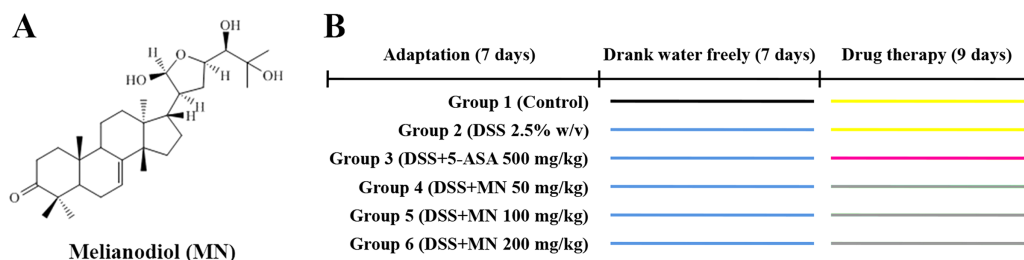 A
OH
H
O
H
HO
OH
H
H
H
O
Melianodiol (MN)
B
Adaptation (7 days)
Drank water freely (7 days)
Drug therapy (9 days)
Group 1 (Control)
Group 2 (DSS 2.5% w/v)
Group 3 (DSS+5-ASA 500 mg/kg)
Group 4 (DSS+MN 50 mg/kg)
Group 5 (DSS+MN 100 mg/kg)
Group 6 (DSS+MN 200 mg/kg)